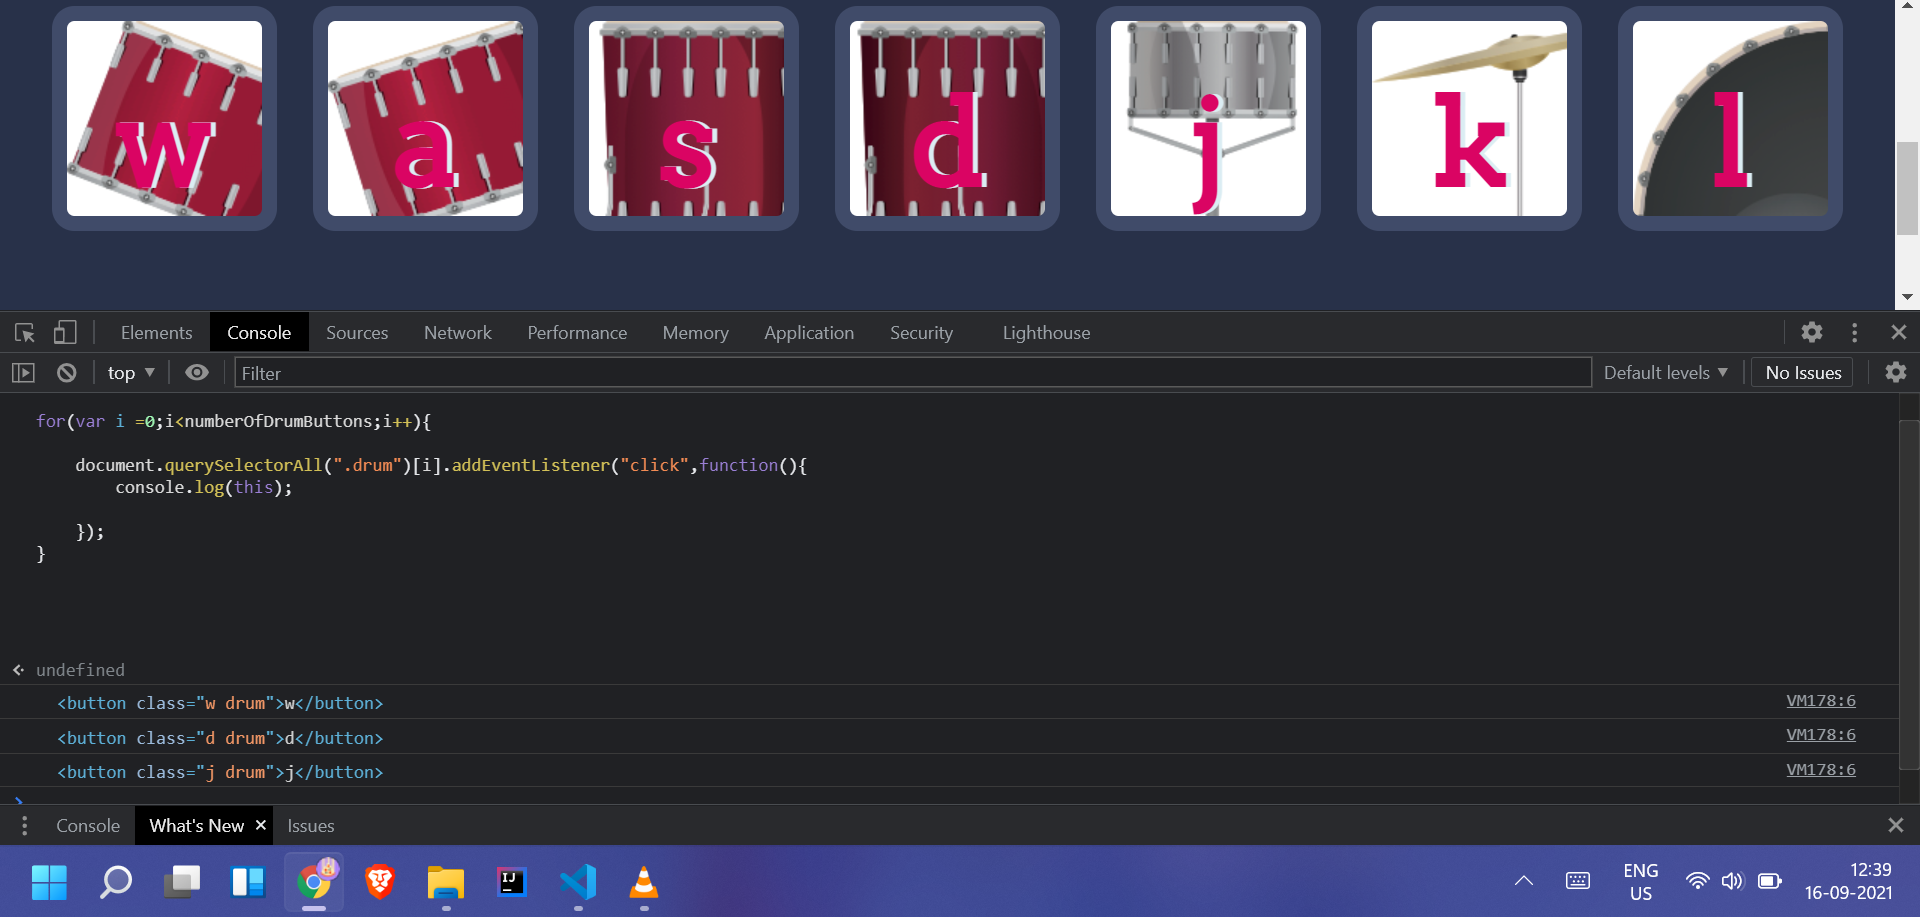 w a s d j k l
Elements Console Sources Network Performance Memory Application Security Lighthouse
top Filter Default levels No Issues
for(var i =0;i<numberOfDrumButtons;i++){
document.querySelectorAll(".drum")[i].addEventListener("click",function(){
console.log(this);
});
}
undefined
<button class="w drum">w</button> VM178:6
<button class="d drum">d</button> VM178:6
<button class="j drum">j</button> VM178:6
Console What's New Issues
IJ
ENG 12:39
US 16-09-2021